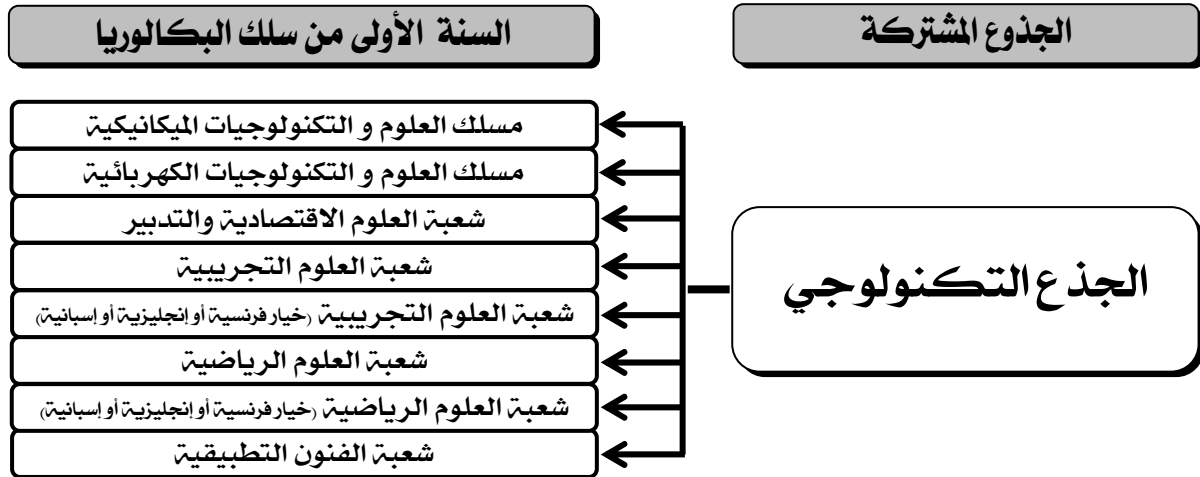 الجذوع المشتركة
السنة الأولى من سلك البكالوريا
الجذع التكنولوجي
مسلك العلوم و التكنولوجيات الميكانيكية
مسلك العلوم و التكنولوجيات الكهربائية
شعبة العلوم الاقتصادية والتدبير
شعبة العلوم التجريبية
شعبة العلوم التجريبية (خيار فرنسية أو إنجليزية أو إسبانية)
شعبة العلوم الرياضية
شعبة العلوم الرياضية (خيار فرنسية أو إنجليزية أو إسبانية)
شعبة الفنون التطبيقية